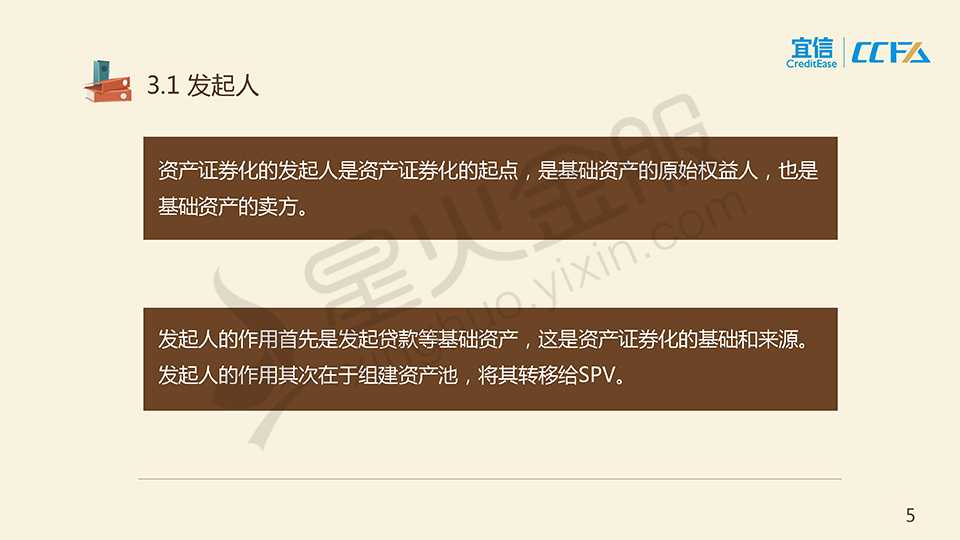 宜信
CreditEase
CCFA
3.1 发起人
资产证券化的发起人是资产证券化的起点，是基础资产的原始权益人，也是
基础资产的卖方。
星火金服
xinghuo.yixin.com
发起人的作用首先是发起贷款等基础资产，这是资产证券化的基础和来源。
发起人的作用其次在于组建资产池，将其转移给SPV。
5